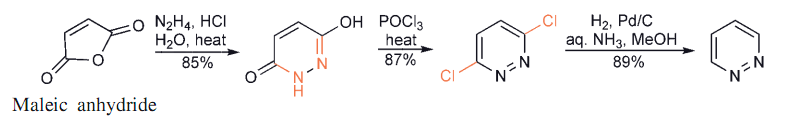 N₂H₄, HCl
H₂O, heat
85%
O
O
O
OH
O
N
H
N
POCl₃
heat
87%
Cl
Cl
N
N
H₂, Pd/C
aq. NH₃, MeOH
89%
N
N
Maleic anhydride